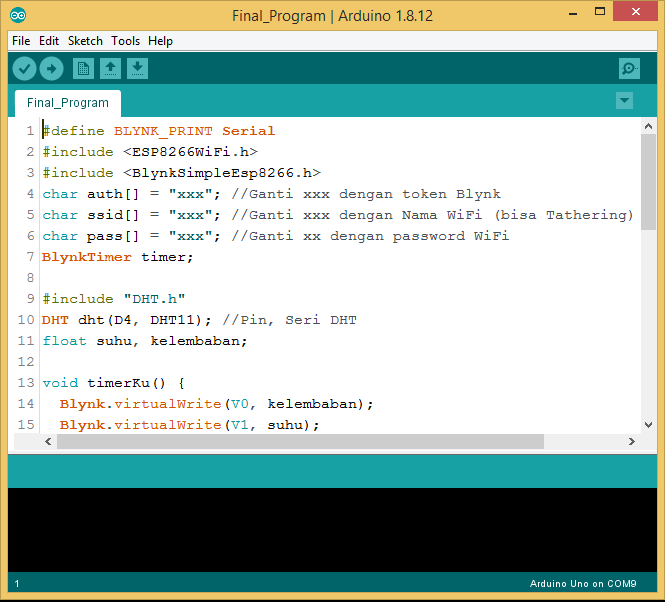 Final_Program | Arduino 1.8.12
File Edit Sketch Tools Help
Final_Program
1 #define BLYNK_PRINT Serial
2 #include <ESP8266WiFi.h>
3 #include <BlynkSimpleEsp8266.h>
4 char auth[] = "xxx"; //Ganti xxx dengan token Blynk
5 char ssid[] = "xxx"; //Ganti xxx dengan Nama WiFi (bisa Tathering)
6 char pass[] = "xxx"; //Ganti xx dengan password WiFi
7 BlynkTimer timer;
8
9 #include "DHT.h"
10 DHT dht(D4, DHT11); //Pin, Seri DHT
11 float suhu, kelembaban;
12
13 void timerKu() {
14 Blynk.virtualWrite(V0, kelembaban);
15 Blynk.virtualWrite(V1, suhu);
1 Arduino Uno on COM9